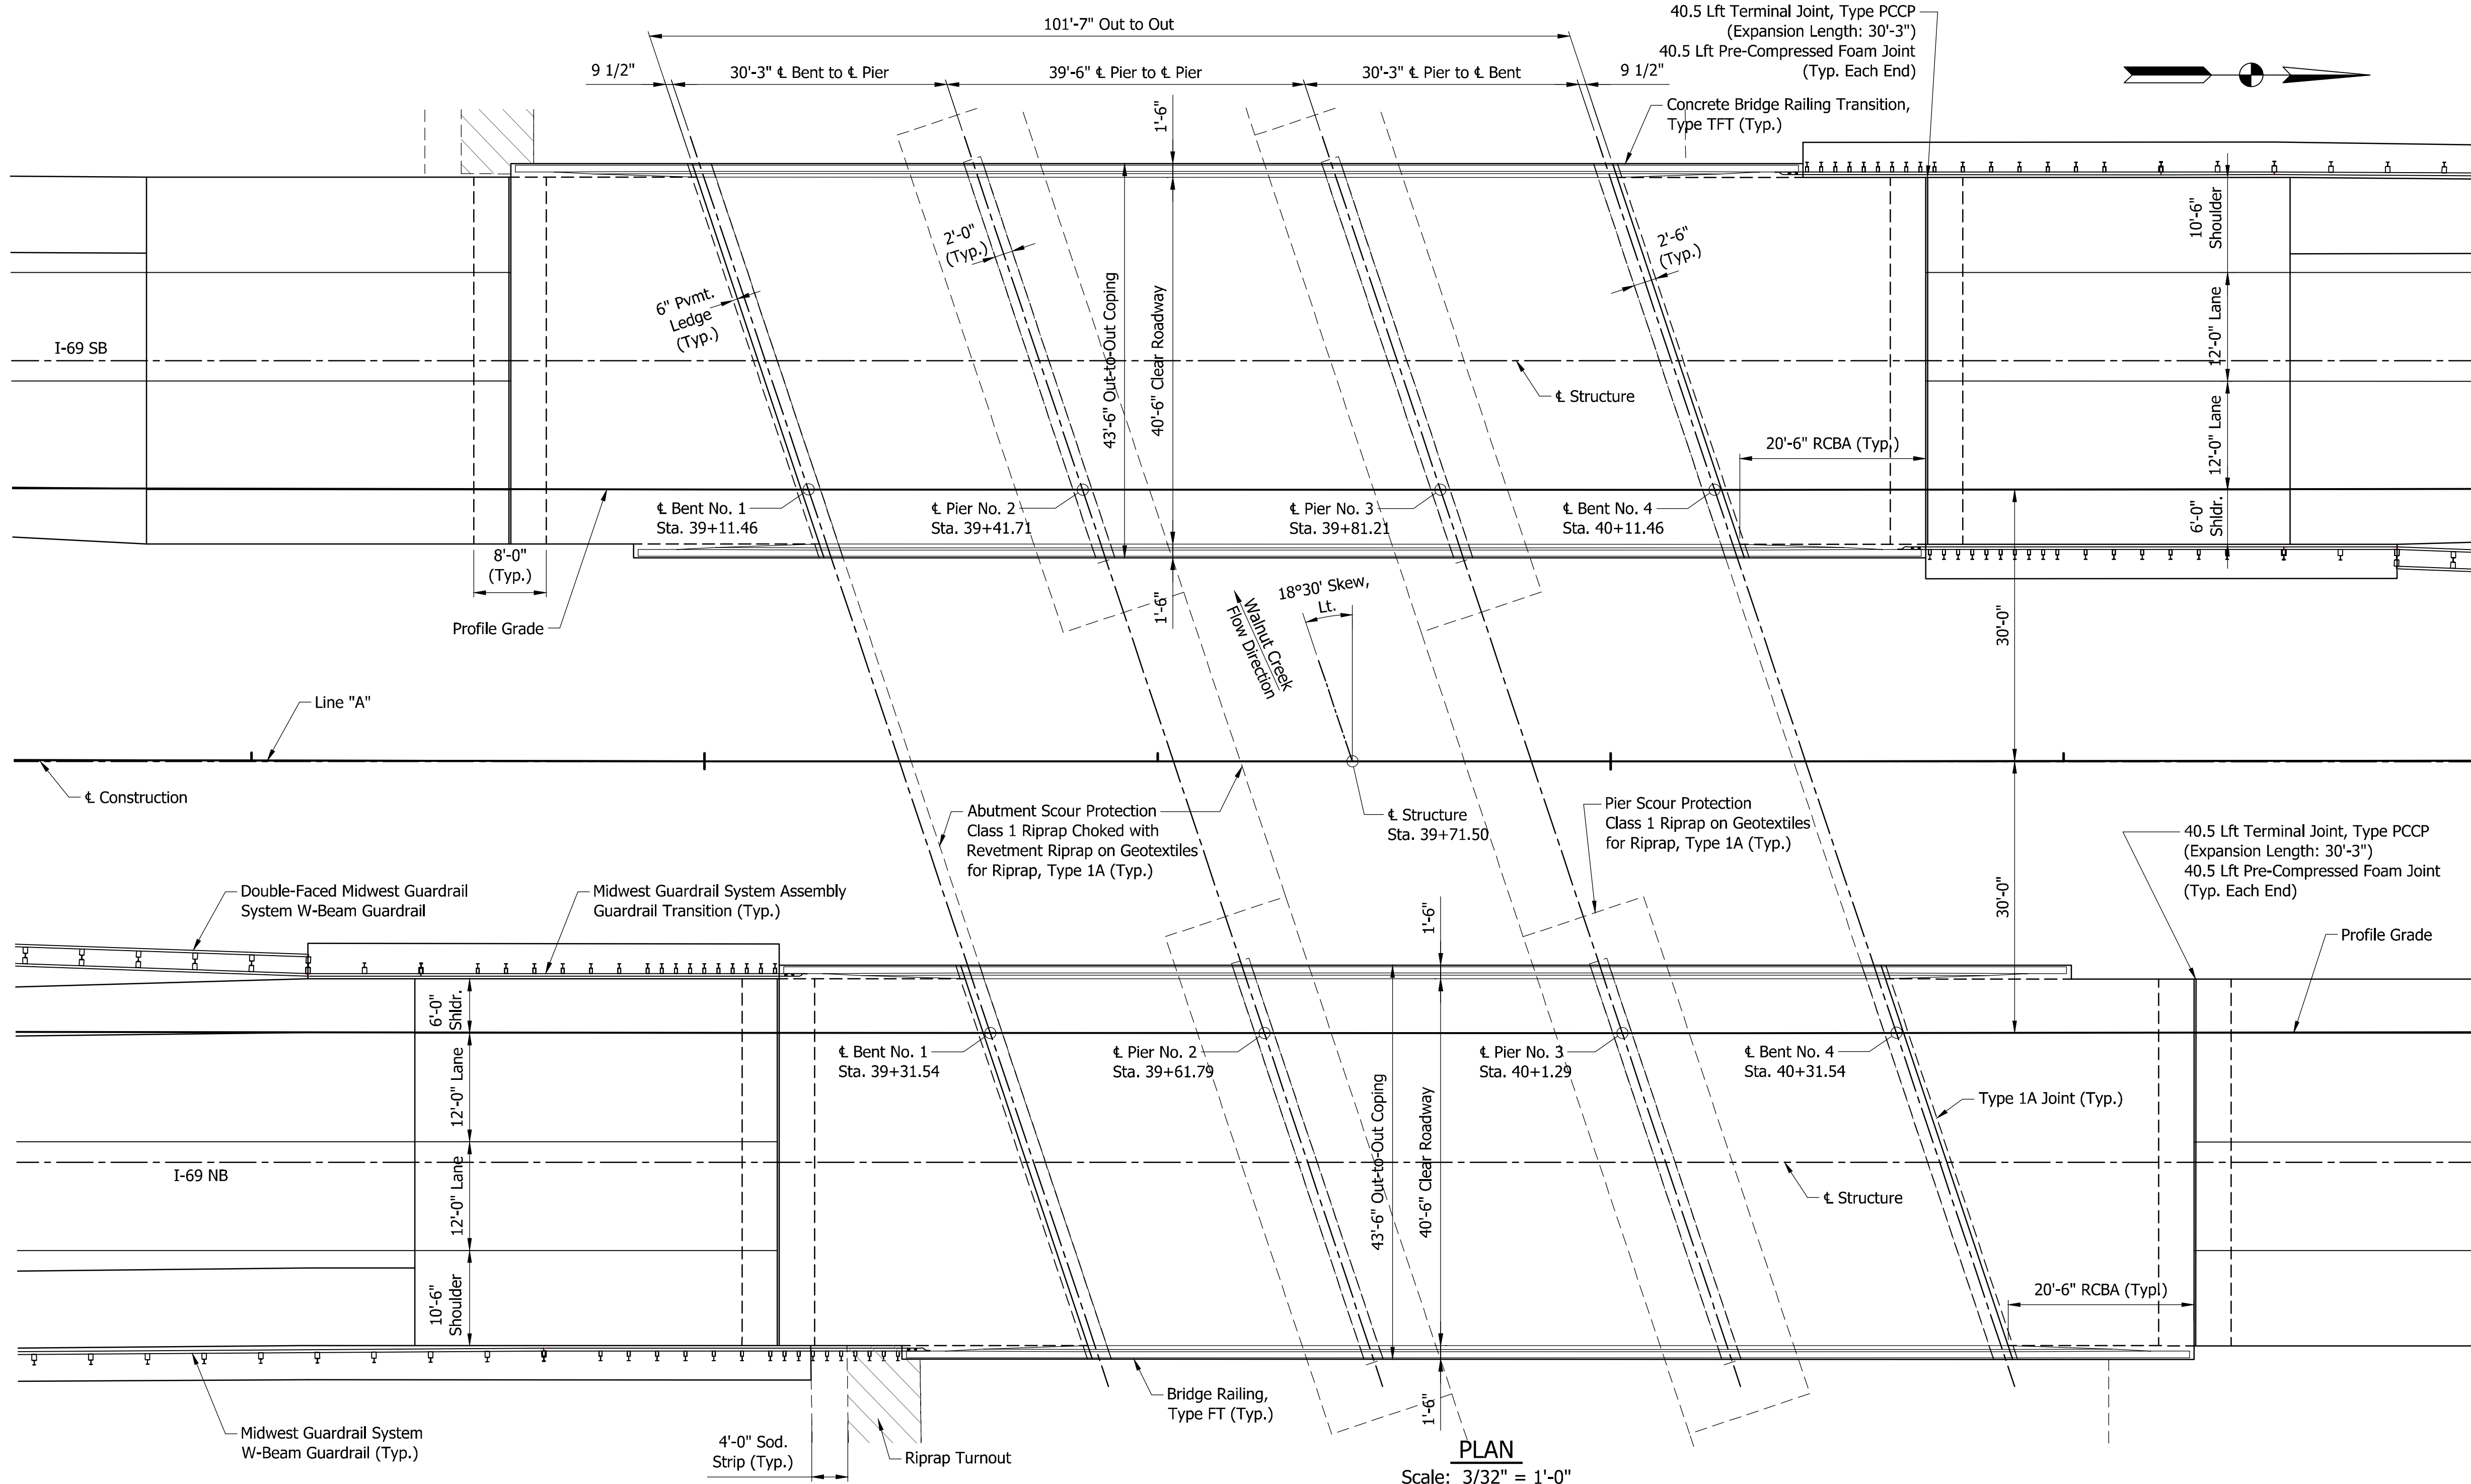 101'-7" Out to Out
9 1/2"
30'-3" ℄ Bent to ℄ Pier
39'-6" ℄ Pier to ℄ Pier
30'-3" ℄ Pier to ℄ Bent
9 1/2"
40.5 Lft Terminal Joint, Type PCCP
(Expansion Length: 30'-3")
40.5 Lft Pre-Compressed Foam Joint
(Typ. Each End)
Concrete Bridge Railing Transition,
Type TFT (Typ.)
1'-6"
2'-0"
(Typ.)
2'-6"
(Typ.)
6" Pvmt.
Ledge
(Typ.)
43'-6" Out-to-Out Coping
40'-6" Clear Roadway
10'-6"
Shoulder
12'-0" Lane
12'-0" Lane
6'-0"
Shldr.
I-69 SB
℄ Structure
20'-6" RCBA (Typ.)
℄ Bent No. 1
Sta. 39+11.46
℄ Pier No. 2
Sta. 39+41.71
℄ Pier No. 3
Sta. 39+81.21
℄ Bent No. 4
Sta. 40+11.46
8'-0"
(Typ.)
Profile Grade
1'-6"
Walnut Creek
Flow Direction
18°30' Skew,
Lt.
30'-0"
Line "A"
℄ Construction
Abutment Scour Protection
Class 1 Riprap Choked with
Revetment Riprap on Geotextiles
for Riprap, Type 1A (Typ.)
℄ Structure
Sta. 39+71.50
Pier Scour Protection
Class 1 Riprap on Geotextiles
for Riprap, Type 1A (Typ.)
30'-0"
40.5 Lft Terminal Joint, Type PCCP
(Expansion Length: 30'-3")
40.5 Lft Pre-Compressed Foam Joint
(Typ. Each End)
Double-Faced Midwest Guardrail
System W-Beam Guardrail
Midwest Guardrail System Assembly
Guardrail Transition (Typ.)
1'-6"
Profile Grade
6'-0"
Shldr.
12'-0" Lane
12'-0" Lane
10'-6"
Shoulder
℄ Bent No. 1
Sta. 39+31.54
℄ Pier No. 2
Sta. 39+61.79
℄ Pier No. 3
Sta. 40+1.29
℄ Bent No. 4
Sta. 40+31.54
43'-6" Out-to-Out Coping
40'-6" Clear Roadway
Type 1A Joint (Typ.)
I-69 NB
℄ Structure
20'-6" RCBA (Typ.)
Bridge Railing,
Type FT (Typ.)
1'-6"
Midwest Guardrail System
W-Beam Guardrail (Typ.)
4'-0" Sod.
Strip (Typ.)
Riprap Turnout
PLAN
Scale: 3/32" = 1'-0"